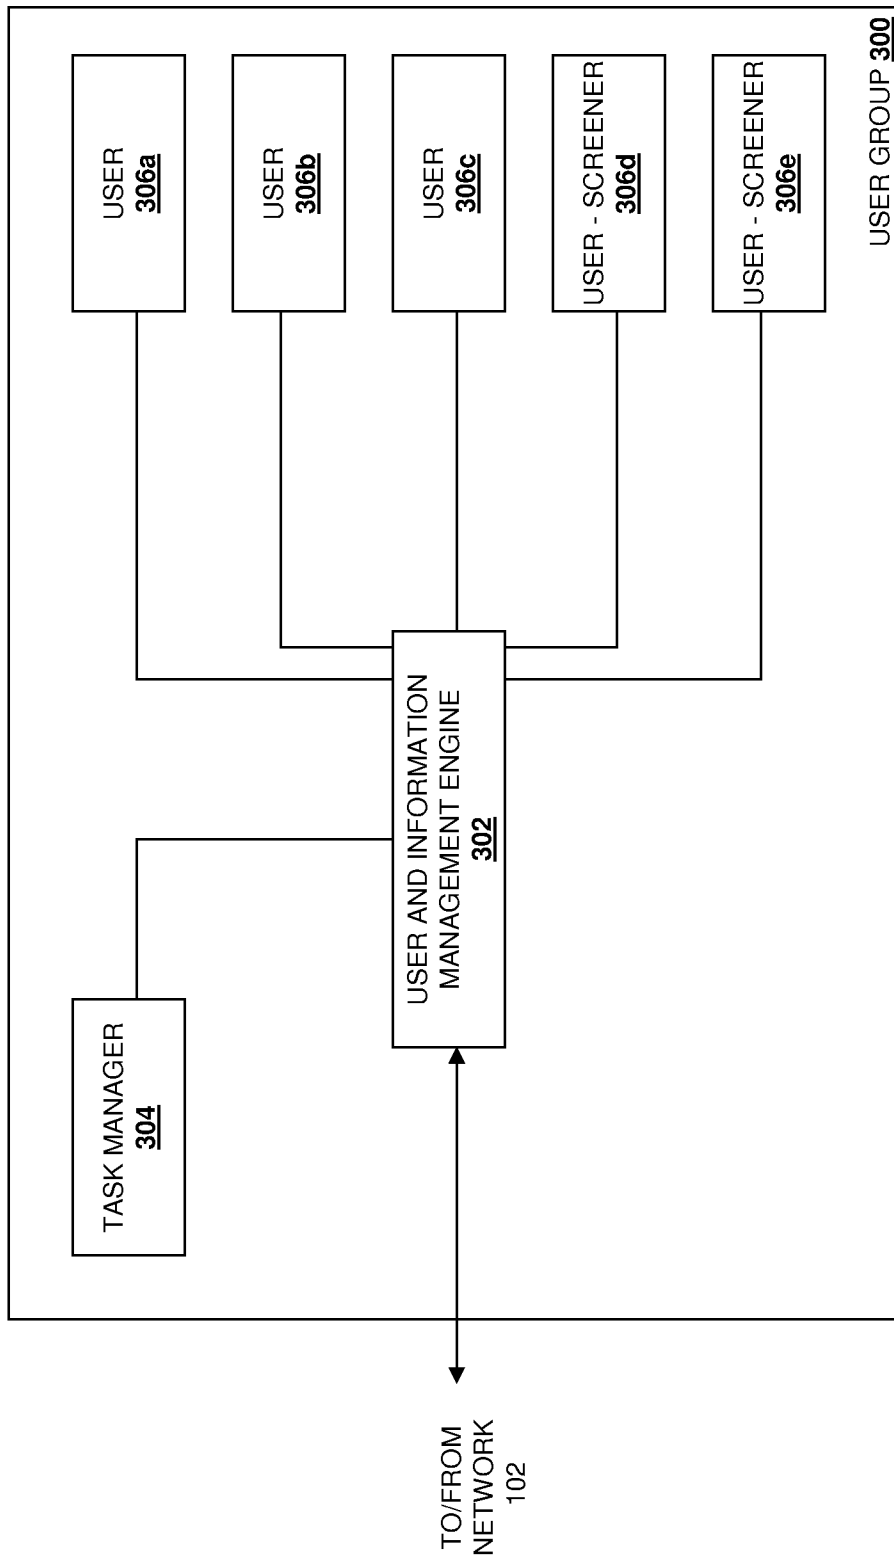 TASK MANAGER
304
USER
306a
USER
306b
USER AND INFORMATION
MANAGEMENT ENGINE
302
USER
306c
TO/FROM
NETWORK
102
USER - SCREENER
306d
USER - SCREENER
306e
USER GROUP 300